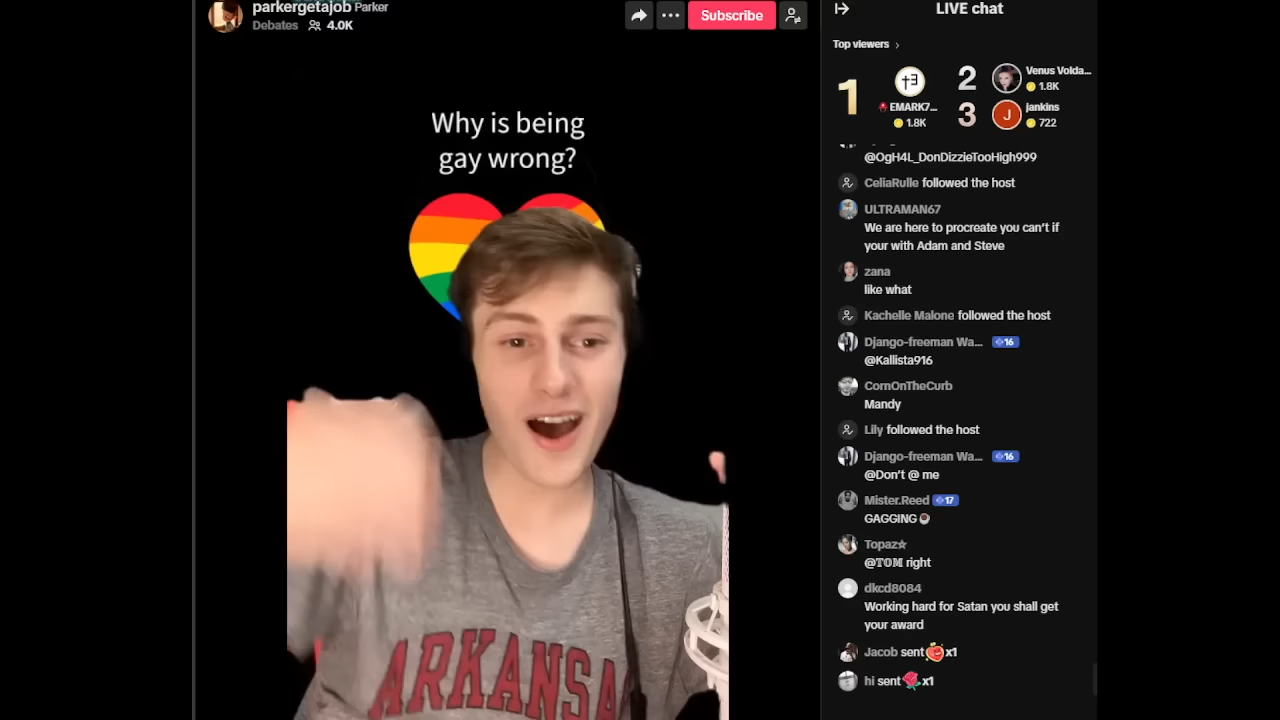 parkergetajob Parker
Debates 4.0K
Subscribe
Why is being
gay wrong?
ARKANSA
LIVE chat
Top viewers
1
EMARK7...
1.8K
2
Venus Volda...
1.8K
3
J
jankins
722
@OgH4L_DonDizzieTooHigh999
CeliaRulle followed the host
ULTRAMAN67
We are here to procreate you can't if
your with Adam and Steve
zana
like what
Kachelle Malone followed the host
Django-freeman Wa... 16
@Kallista916
CornOnTheCurb
Mandy
Lily followed the host
Django-freeman Wa... 16
@Don't @ me
Mister.Reed 17
GAGGING
Topaz☆
@𝕋𝕆𝕄 right
dkcd8084
Working hard for Satan you shall get
your award
Jacob sent x1
hi sent x1